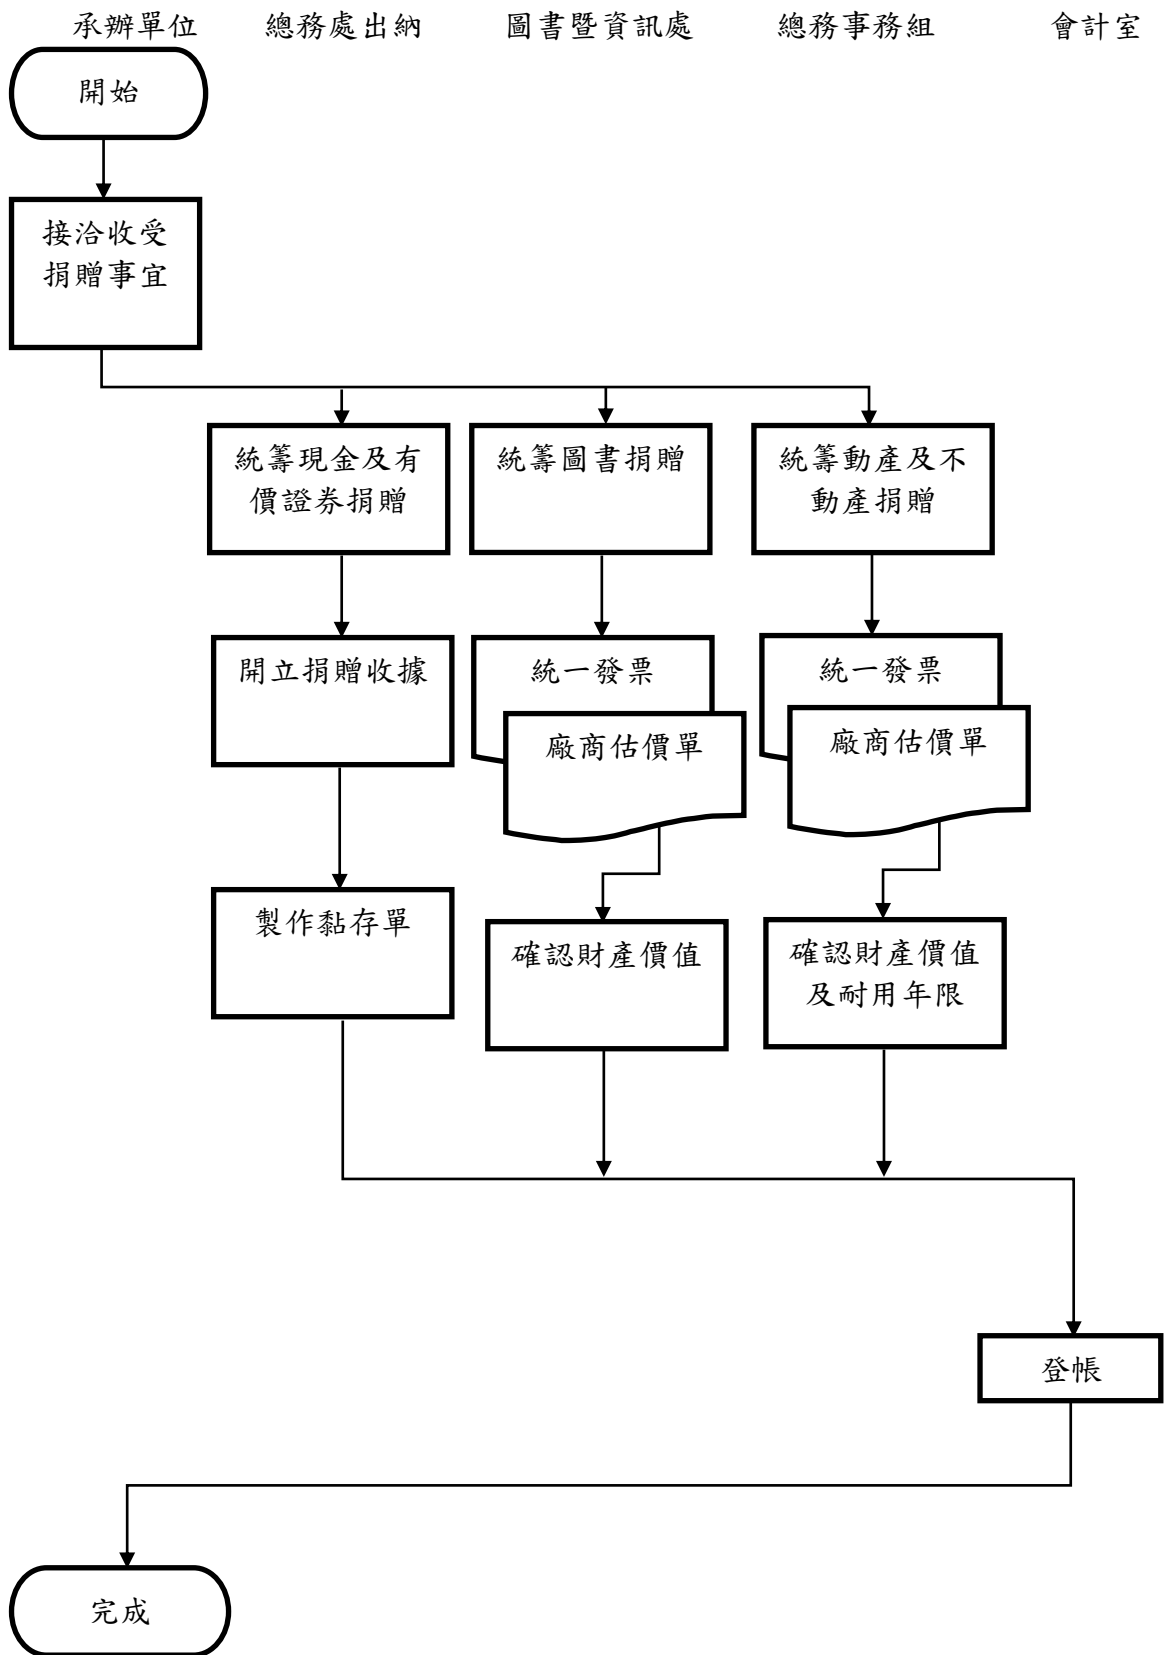 承辦單位 總務處出納 圖書暨資訊處 總務事務組 會計室
開始
接洽收受
捐贈事宜
統籌現金及有
價證券捐贈
統籌圖書捐贈
統籌動產及不
動產捐贈
開立捐贈收據
統一發票
廠商估價單
統一發票
廠商估價單
製作黏存單
確認財產價值
確認財產價值
及耐用年限
登帳
完成